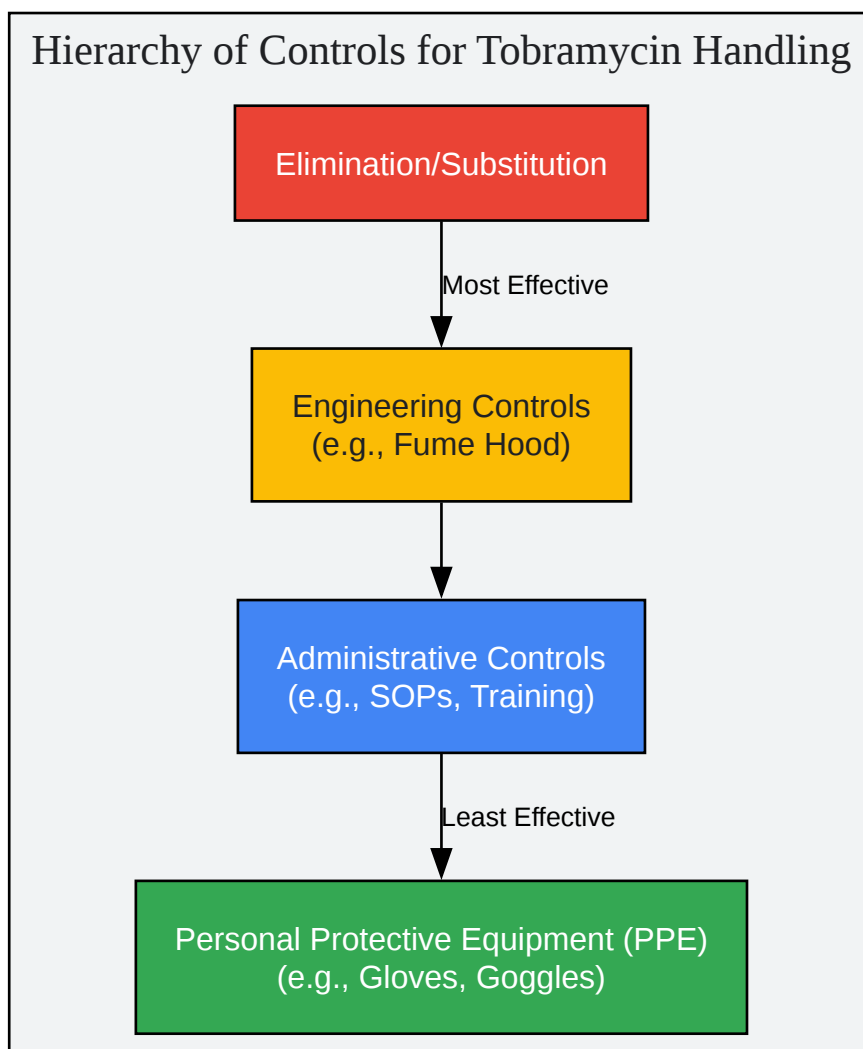 Hierarchy of Controls for Tobramycin Handling
Elimination/Substitution
Most Effective
Engineering Controls
(e.g., Fume Hood)
Administrative Controls
(e.g., SOPs, Training)
Least Effective
Personal Protective Equipment (PPE)
(e.g., Gloves, Goggles)